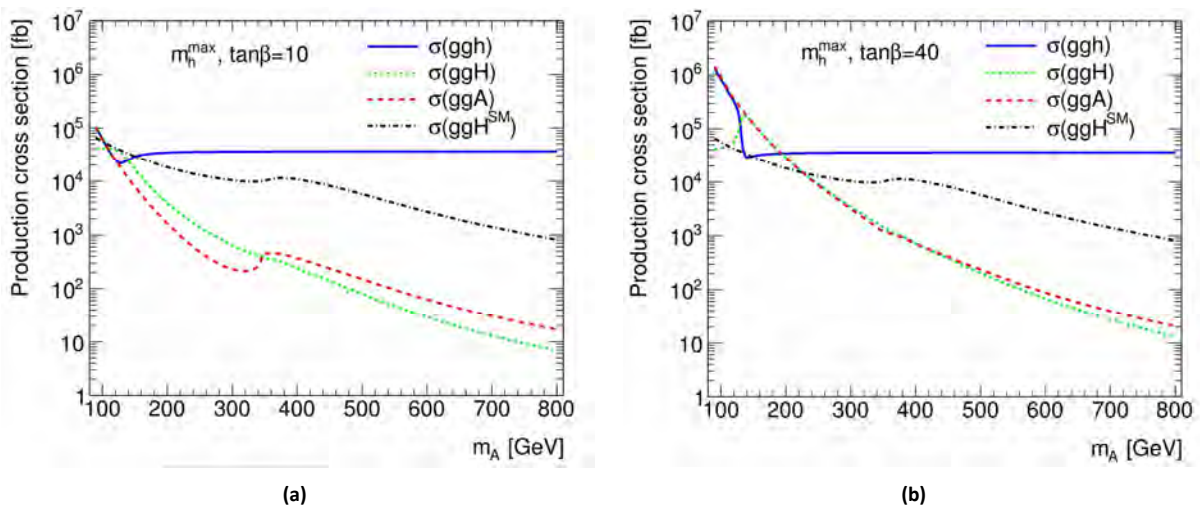 Production cross section [fb]
10⁷
10⁶
10⁵
10⁴
10³
10²
10
1
m_h^max, tanβ=10
σ(ggh)
σ(ggH)
σ(ggA)
σ(ggH^SM)
100 200 300 400 500 600 700 800
m_A [GeV]
(a)
Production cross section [fb]
10⁷
10⁶
10⁵
10⁴
10³
10²
10
1
m_h^max, tanβ=40
σ(ggh)
σ(ggH)
σ(ggA)
σ(ggH^SM)
100 200 300 400 500 600 700 800
m_A [GeV]
(b)